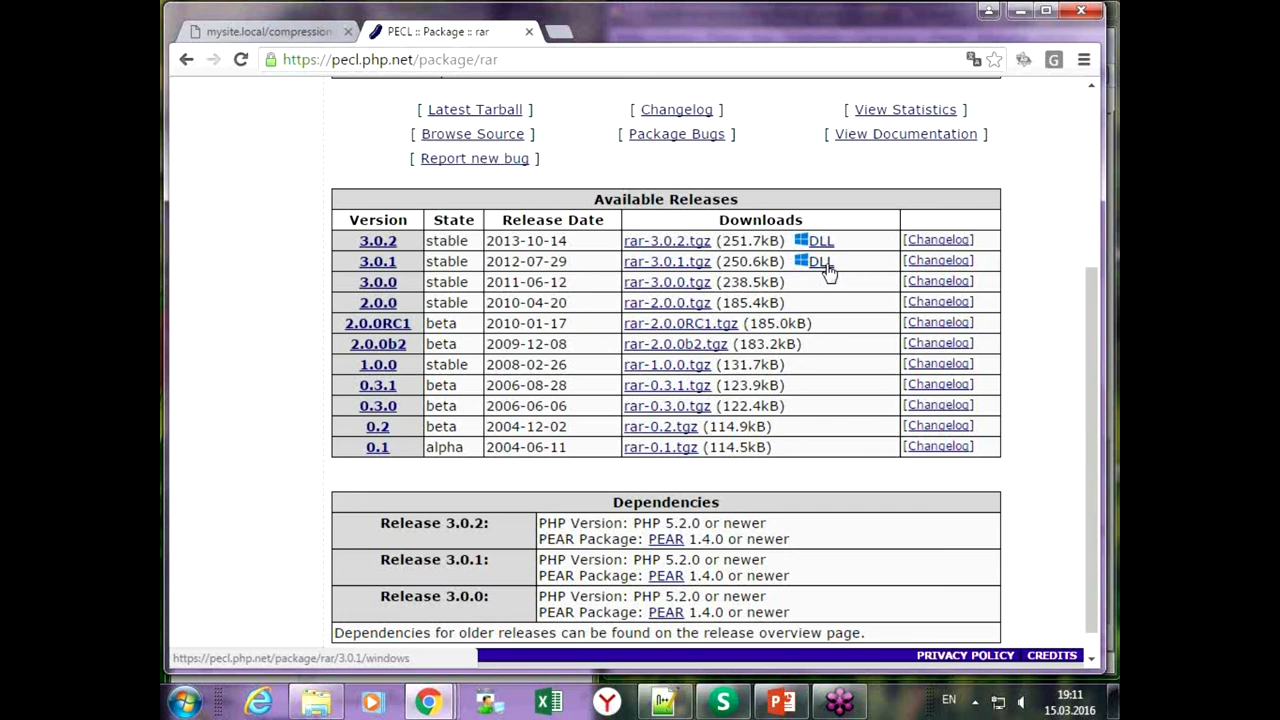 mysite.local/compression
PECL :: Package :: rar
https://pecl.php.net/package/rar
[ Latest Tarball ] [ Changelog ] [ View Statistics ]
[ Browse Source ] [ Package Bugs ] [ View Documentation ]
[ Report new bug ]
Available Releases
Version State Release Date Downloads
3.0.2 stable 2013-10-14 rar-3.0.2.tgz (251.7kB) DLL [Changelog]
3.0.1 stable 2012-07-29 rar-3.0.1.tgz (250.6kB) DLL [Changelog]
3.0.0 stable 2011-06-12 rar-3.0.0.tgz (238.5kB) [Changelog]
2.0.0 stable 2010-04-20 rar-2.0.0.tgz (185.4kB) [Changelog]
2.0.0RC1 beta 2010-01-17 rar-2.0.0RC1.tgz (185.0kB) [Changelog]
2.0.0b2 beta 2009-12-08 rar-2.0.0b2.tgz (183.2kB) [Changelog]
1.0.0 stable 2008-02-26 rar-1.0.0.tgz (131.7kB) [Changelog]
0.3.1 beta 2006-08-28 rar-0.3.1.tgz (123.9kB) [Changelog]
0.3.0 beta 2006-06-06 rar-0.3.0.tgz (122.4kB) [Changelog]
0.2 beta 2004-12-02 rar-0.2.tgz (114.9kB) [Changelog]
0.1 alpha 2004-06-11 rar-0.1.tgz (114.5kB) [Changelog]
Dependencies
Release 3.0.2: PHP Version: PHP 5.2.0 or newer
PEAR Package: PEAR 1.4.0 or newer
Release 3.0.1: PHP Version: PHP 5.2.0 or newer
PEAR Package: PEAR 1.4.0 or newer
Release 3.0.0: PHP Version: PHP 5.2.0 or newer
PEAR Package: PEAR 1.4.0 or newer
Dependencies for older releases can be found on the release overview page.
PRIVACY POLICY CREDITS
https://pecl.php.net/package/rar/3.0.1/windows
EN
19:11
15.03.2016